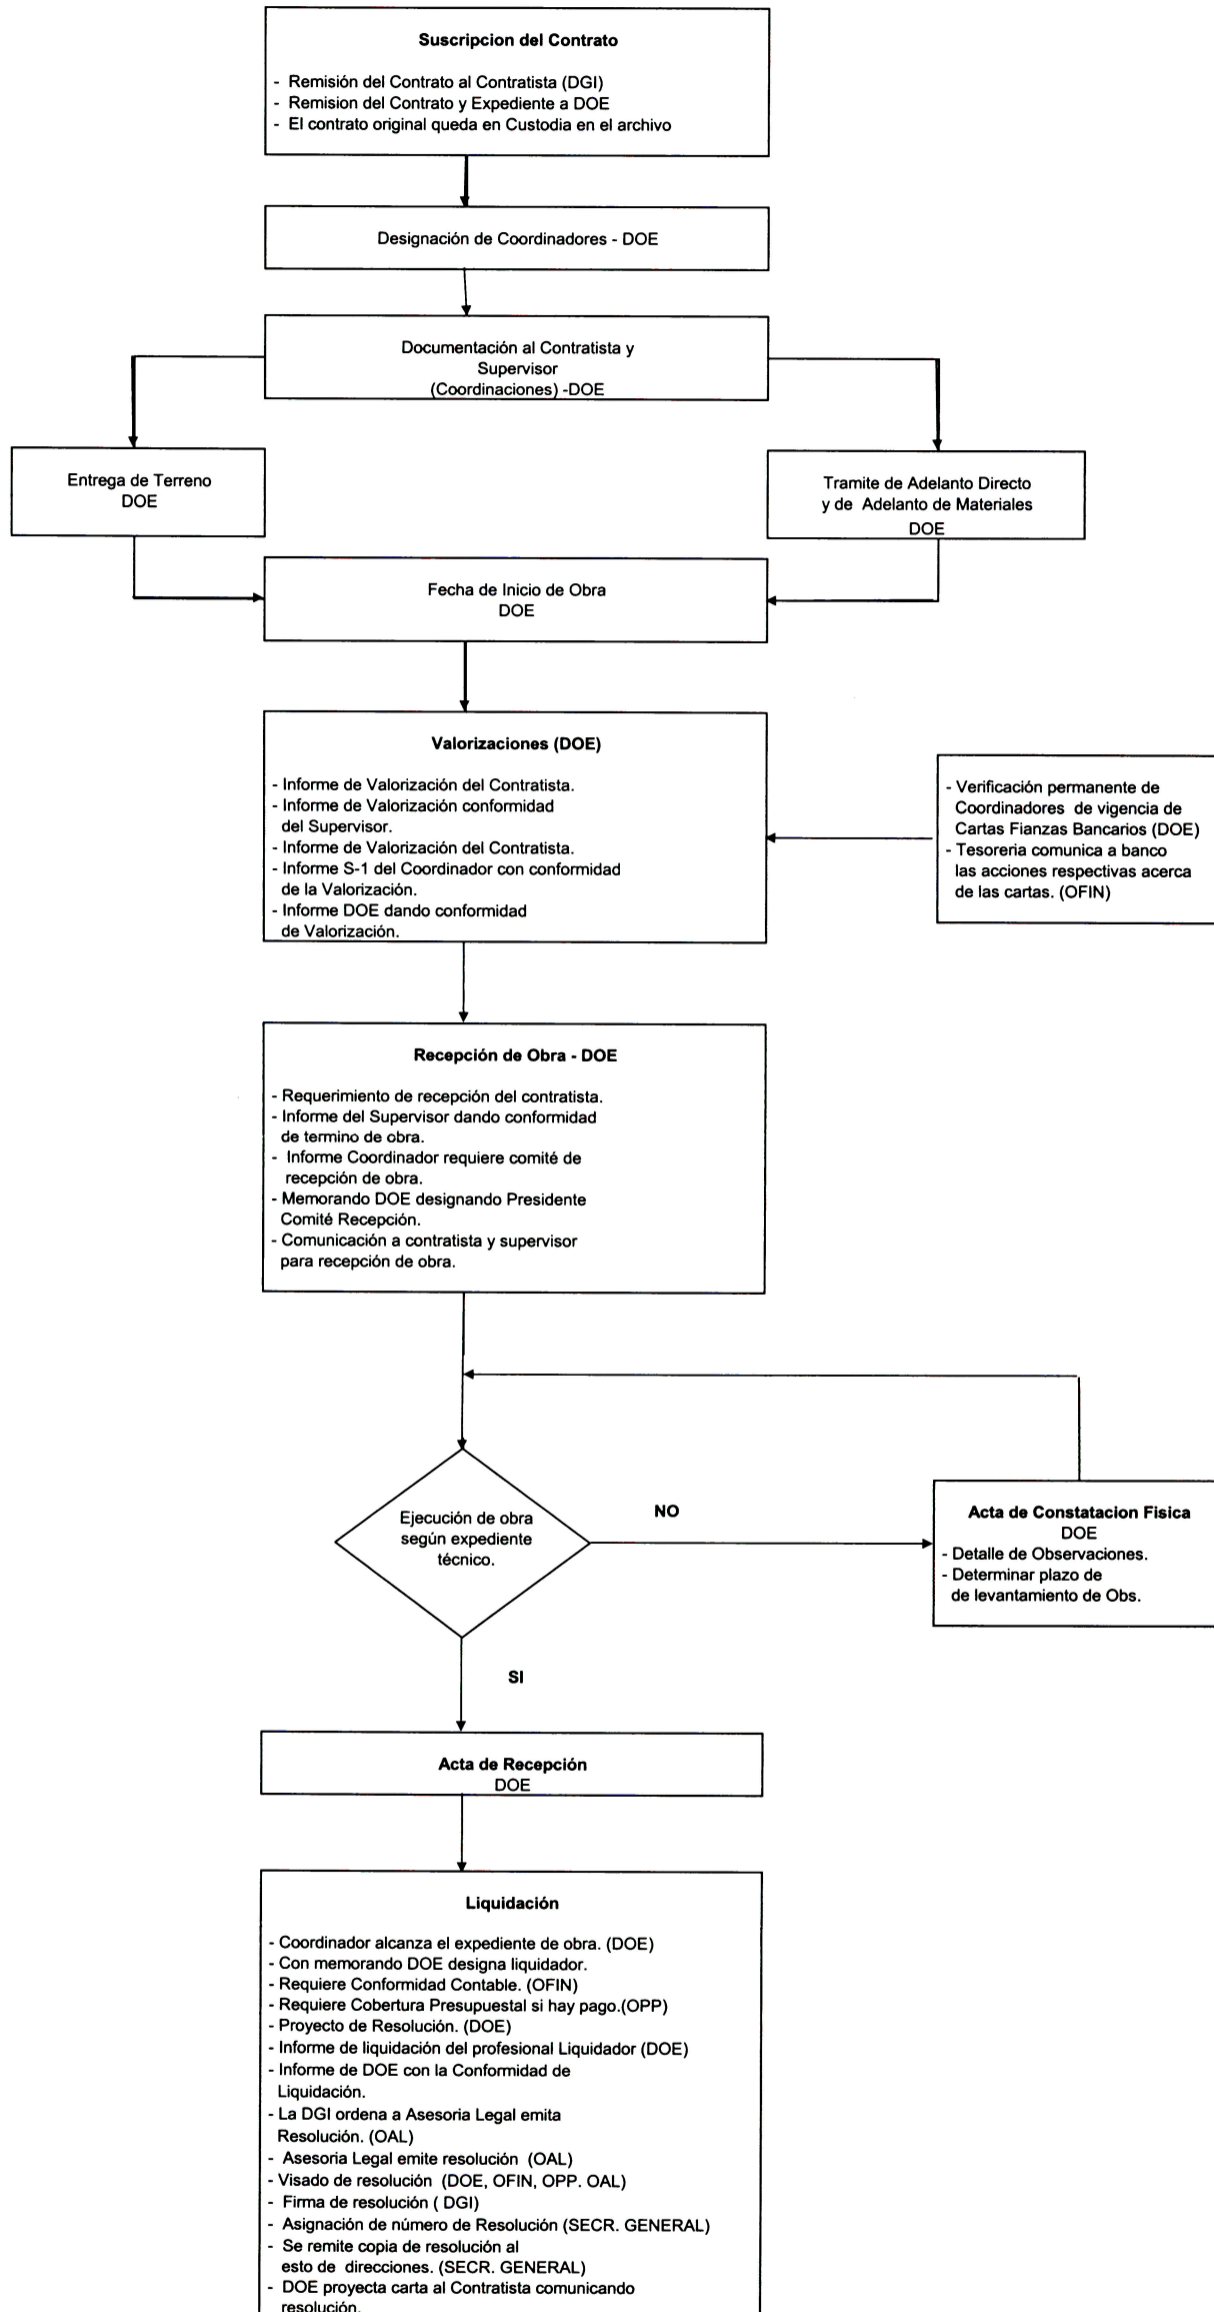 Suscripcion del Contrato
- Remisión del Contrato al Contratista (DGI)
- Remision del Contrato y Expediente a DOE
- El contrato original queda en Custodia en el archivo
Designación de Coordinadores - DOE
Documentación al Contratista y
Supervisor
(Coordinaciones) -DOE
Entrega de Terreno
DOE
Tramite de Adelanto Directo
y de Adelanto de Materiales
DOE
Fecha de Inicio de Obra
DOE
Valorizaciones (DOE)
- Informe de Valorización del Contratista.
- Informe de Valorización conformidad
del Supervisor.
- Informe de Valorización del Contratista.
- Informe S-1 del Coordinador con conformidad
de la Valorización.
- Informe DOE dando conformidad
de Valorización.
- Verificación permanente de
Coordinadores de vigencia de
Cartas Fianzas Bancarios (DOE)
- Tesoreria comunica a banco
las acciones respectivas acerca
de las cartas. (OFIN)
Recepción de Obra - DOE
- Requerimiento de recepción del contratista.
- Informe del Supervisor dando conformidad
de termino de obra.
- Informe Coordinador requiere comité de
recepción de obra.
- Memorando DOE designando Presidente
Comité Recepción.
- Comunicación a contratista y supervisor
para recepción de obra.
Ejecución de obra
según expediente
técnico.
NO
Acta de Constatacion Fisica
DOE
- Detalle de Observaciones.
- Determinar plazo de
de levantamiento de Obs.
SI
Acta de Recepción
DOE
Liquidación
- Coordinador alcanza el expediente de obra. (DOE)
- Con memorando DOE designa liquidador.
- Requiere Conformidad Contable. (OFIN)
- Requiere Cobertura Presupuestal si hay pago.(OPP)
- Proyecto de Resolución. (DOE)
- Informe de liquidación del profesional Liquidador (DOE)
- Informe de DOE con la Conformidad de
Liquidación.
- La DGI ordena a Asesoria Legal emita
Resolución. (OAL)
- Asesoria Legal emite resolución (OAL)
- Visado de resolución (DOE, OFIN, OPP. OAL)
- Firma de resolución ( DGI)
- Asignación de número de Resolución (SECR. GENERAL)
- Se remite copia de resolución al
esto de direcciones. (SECR. GENERAL)
- DOE proyecta carta al Contratista comunicando
resolución.